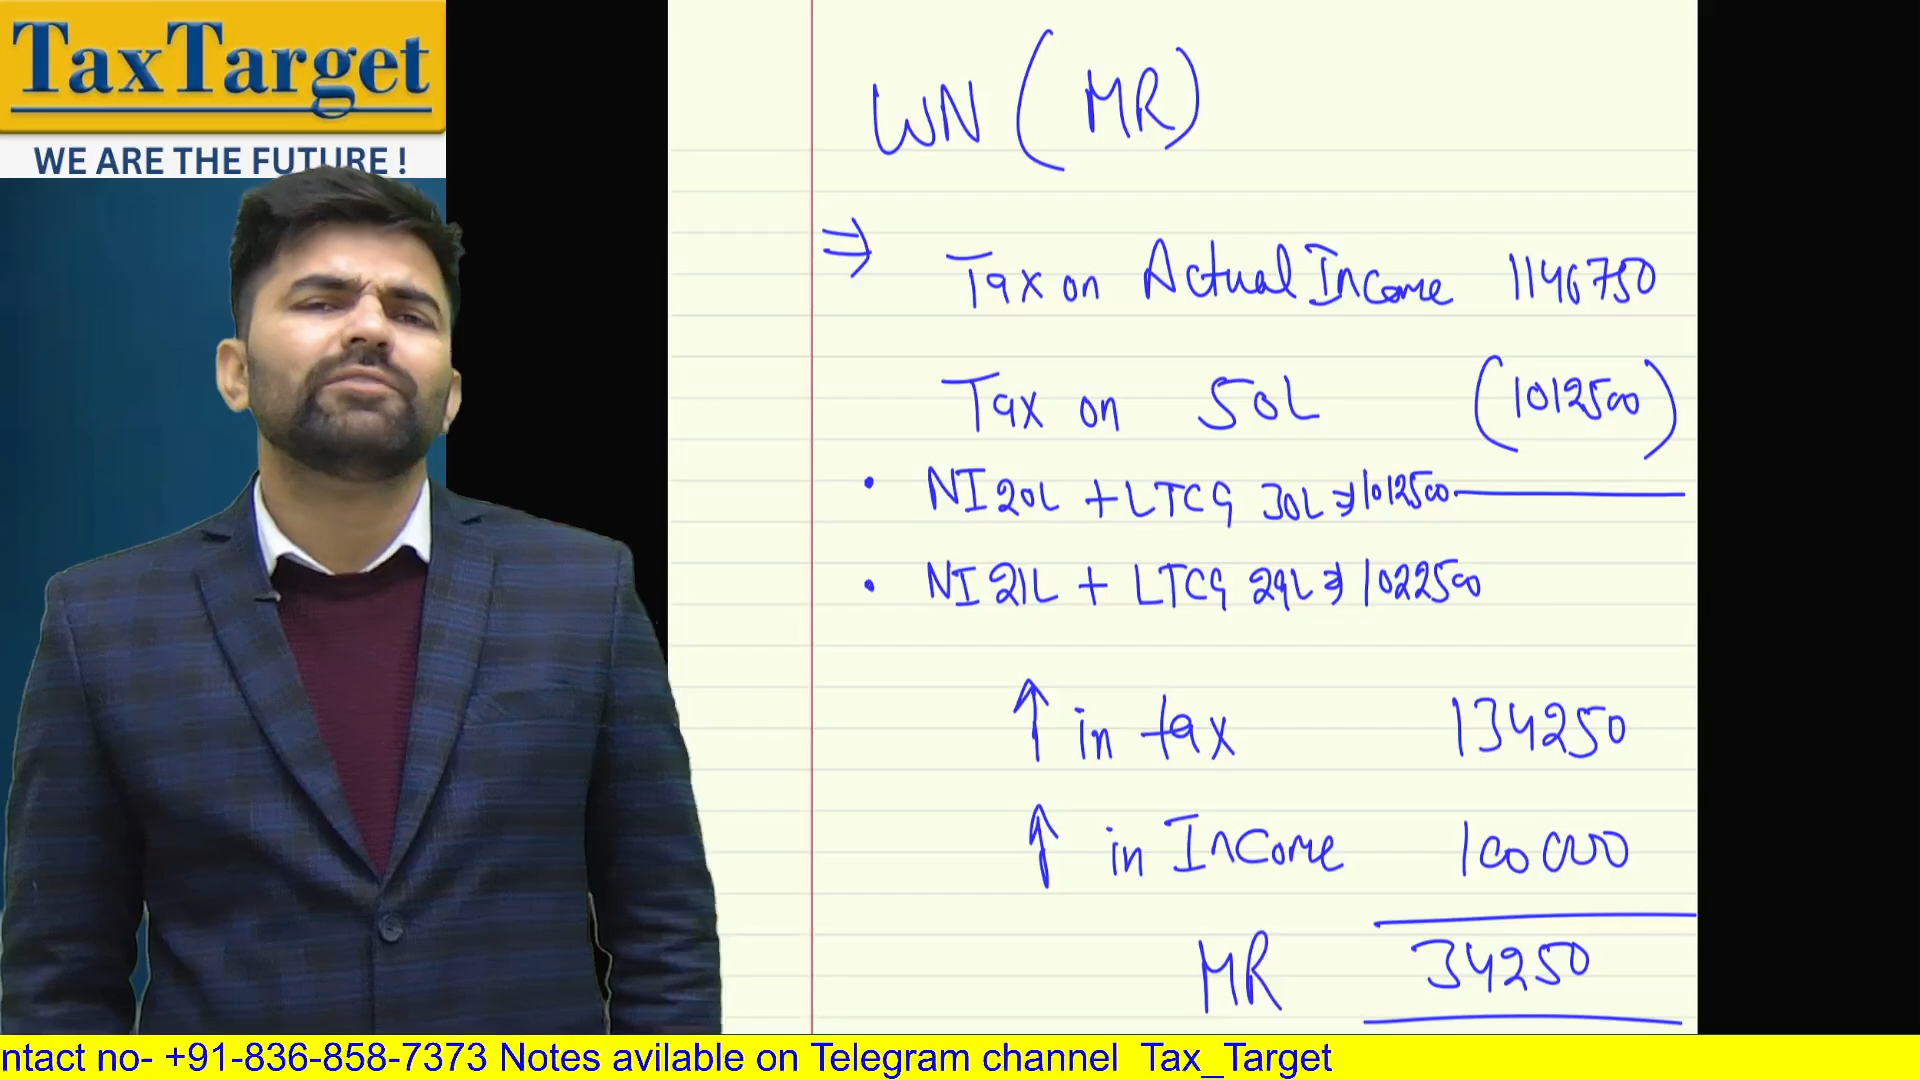 TaxTarget
WE ARE THE FUTURE !
WN ( MR )
⇒ Tax on Actual Income 1146750
Tax on 50L (1012500)
• NI 20L + LTCG 30L ⇒ 1012500
• NI 21L + LTCG 29L ⇒ 1022500
↑ in tax 134250
↑ in Income 100000
MR 34250
ntact no- +91-836-858-7373 Notes avilable on Telegram channel Tax_Target